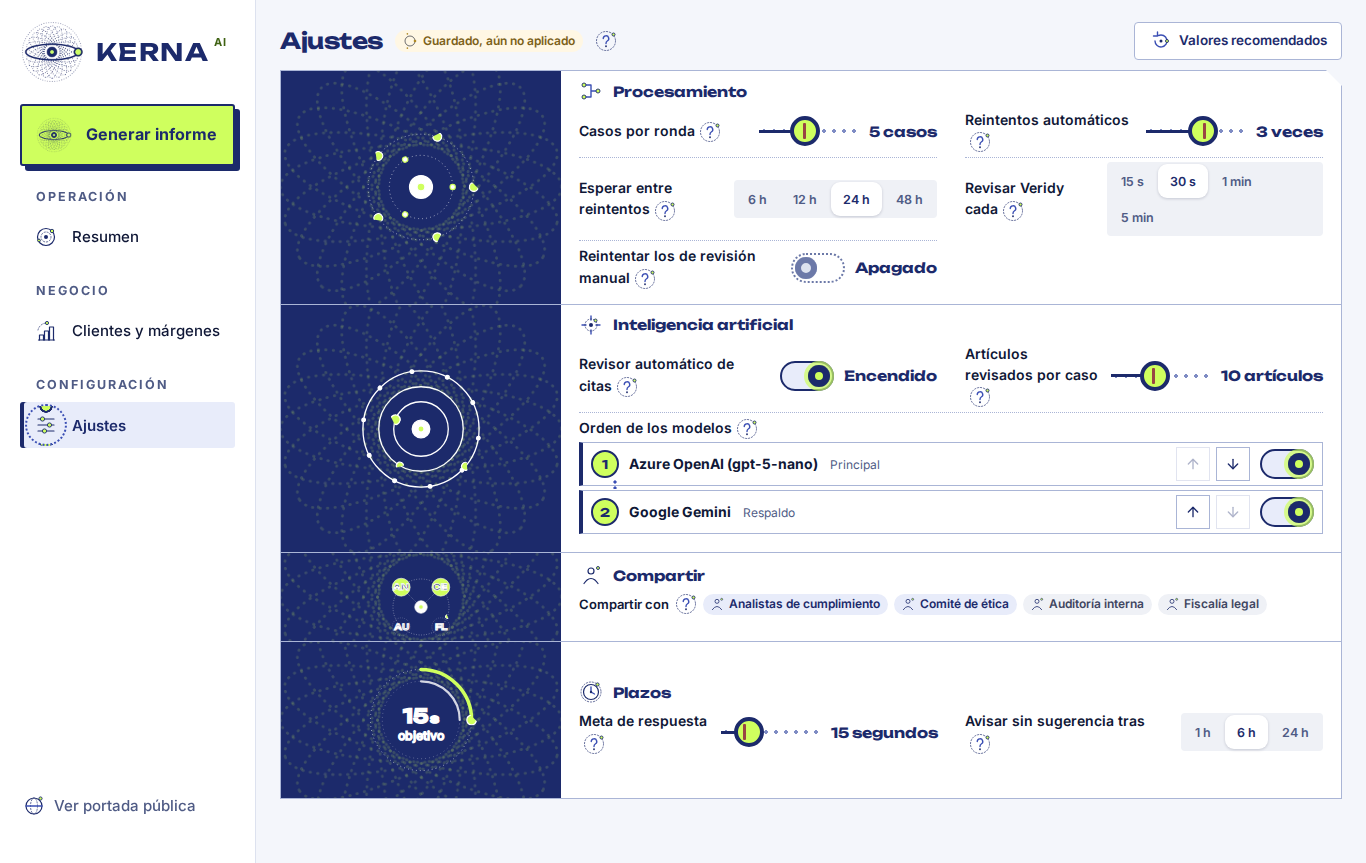 KERNA AI
Generar informe
OPERACIÓN
Resumen
NEGOCIO
Clientes y márgenes
CONFIGURACIÓN
Ajustes
Ver portada pública
Ajustes
Guardado, aún no aplicado
?
Valores recomendados
Procesamiento
Casos por ronda ?
5 casos
Reintentos automáticos
?
3 veces
Esperar entre
reintentos ?
6 h 12 h 24 h 48 h
Revisar Veridy
cada ?
15 s 30 s 1 min
5 min
Reintentar los de revisión
manual ?
Apagado
Inteligencia artificial
Revisor automático de
citas ?
Encendido
Artículos
revisados por caso
?
10 artículos
Orden de los modelos ?
1 Azure OpenAI (gpt-5-nano) Principal
2 Google Gemini Respaldo
AU FL
Compartir
Compartir con ? Analistas de cumplimiento Comité de ética Auditoría interna Fiscalía legal
15s
objetivo
Plazos
Meta de respuesta
?
15 segundos
Avisar sin sugerencia tras
?
1 h 6 h 24 h